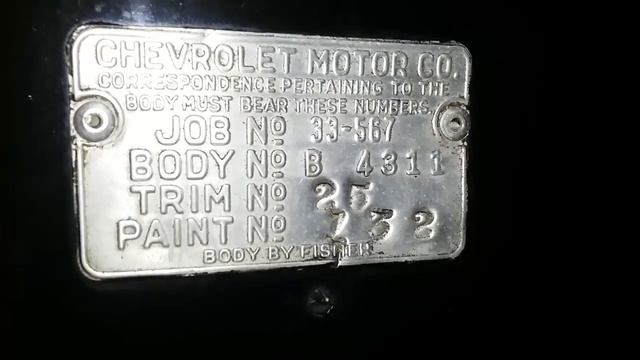 CHEVROLET MOTOR CO.
CORRESPONDENCE PERTAINING TO THE
BODY MUST BEAR THESE NUMBERS.
JOB NO 33-567
BODY NO B 4311
TRIM NO 25
PAINT NO 732
BODY BY FISHER